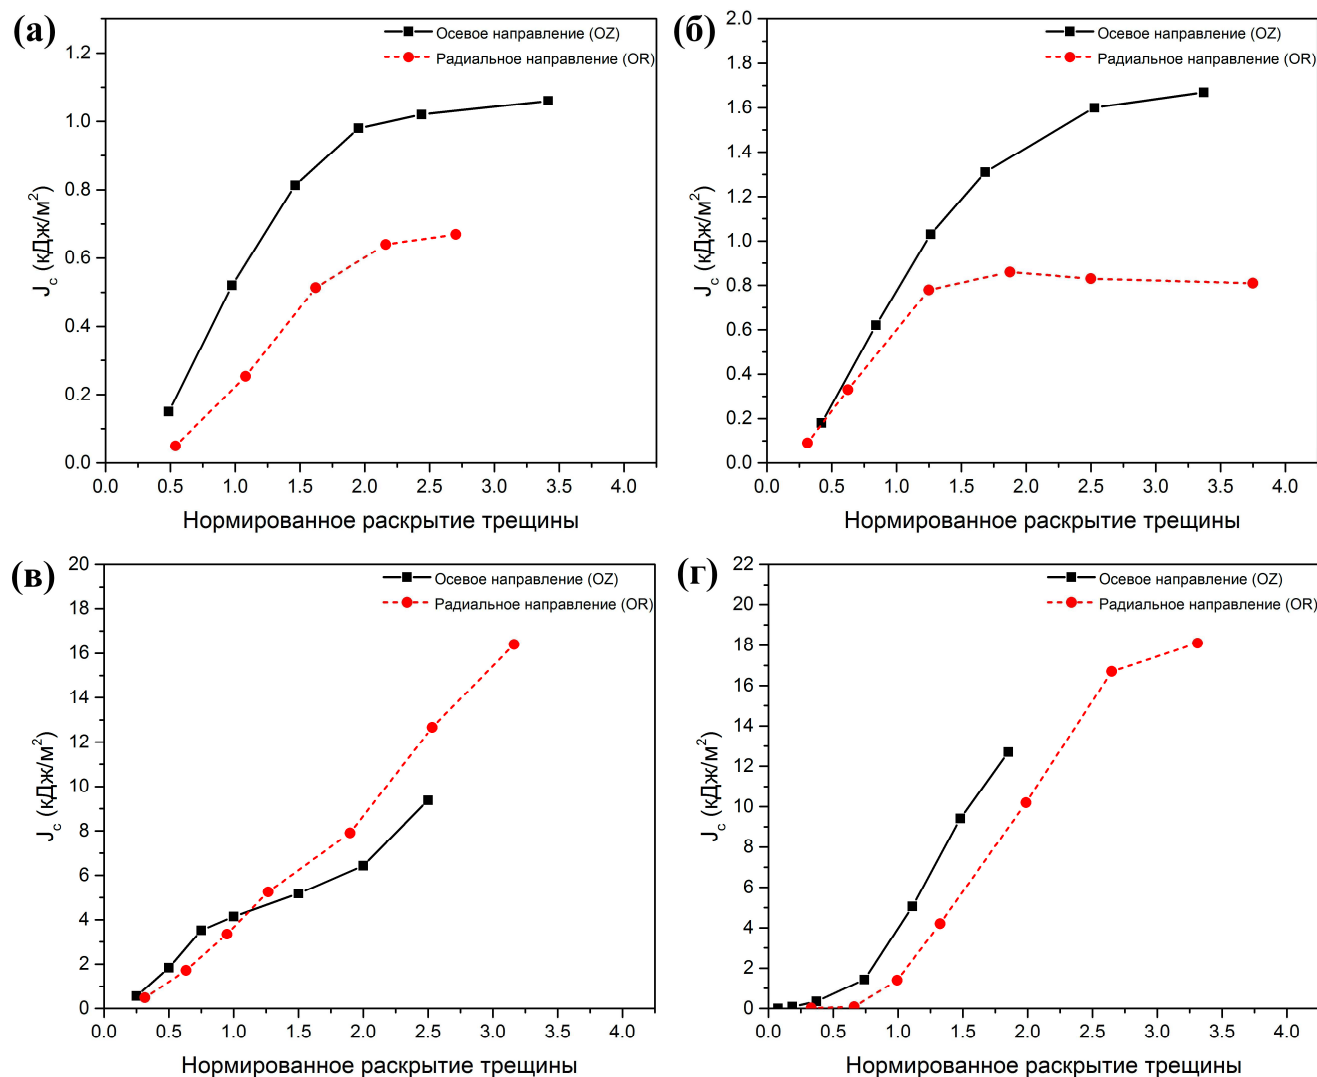 (а)
Осевое направление (OZ)
Радиальное направление (OR)
1.2
1.0
0.8
0.6
0.4
0.2
0.0
J_c (кДж/м²)
0.0 0.5 1.0 1.5 2.0 2.5 3.0 3.5 4.0
Нормированное раскрытие трещины
(б)
Осевое направление (OZ)
Радиальное направление (OR)
2.0
1.8
1.6
1.4
1.2
1.0
0.8
0.6
0.4
0.2
0.0
J_c (кДж/м²)
0.0 0.5 1.0 1.5 2.0 2.5 3.0 3.5 4.0
Нормированное раскрытие трещины
(в)
Осевое направление (OZ)
Радиальное направление (OR)
20
18
16
14
12
10
8
6
4
2
0
J_c (кДж/м²)
0.0 0.5 1.0 1.5 2.0 2.5 3.0 3.5 4.0
Нормированное раскрытие трещины
(г)
Осевое направление (OZ)
Радиальное направление (OR)
22
20
18
16
14
12
10
8
6
4
2
0
J_c (кДж/м²)
0.0 0.5 1.0 1.5 2.0 2.5 3.0 3.5 4.0
Нормированное раскрытие трещины